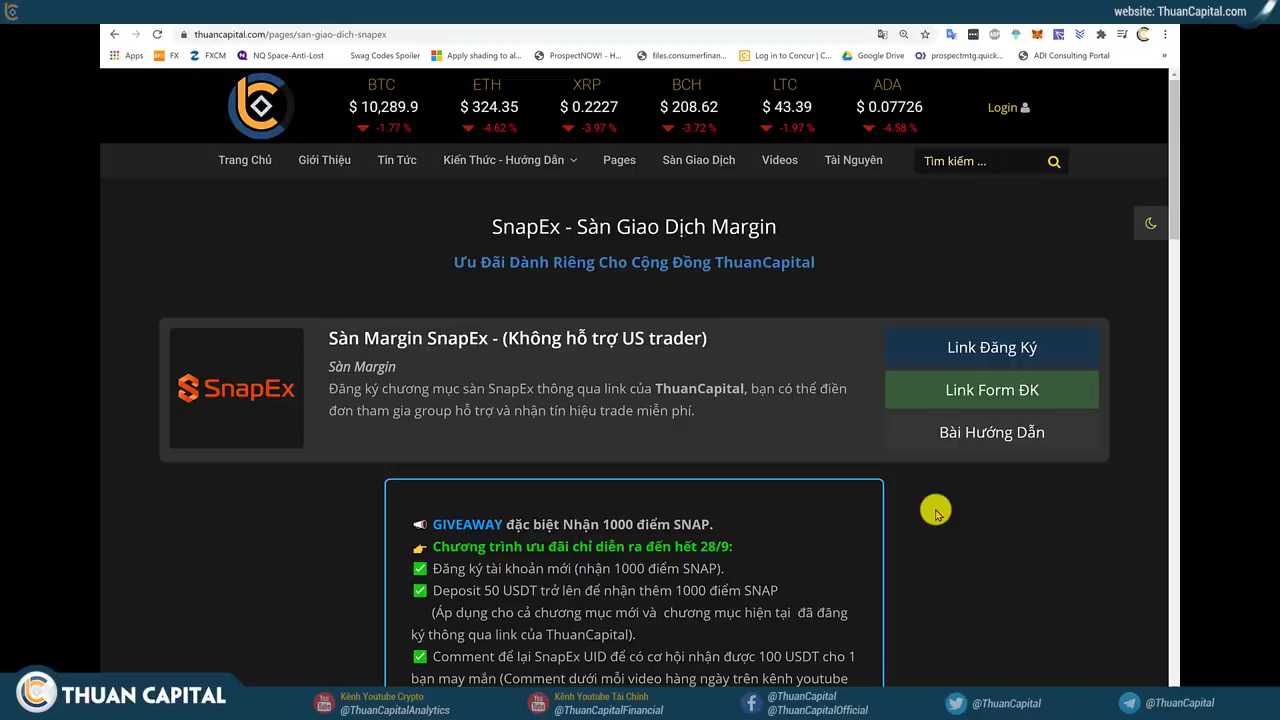 website: ThuanCapital.com
thuancapital.com/pages/san-giao-dich-snapex
Apps FX FXCM NQ Space-Anti-Lost Swag Codes Spoiler Apply shading to al... ProspectNOW! - H... files.consumerfinan... Log in to Concur | C... Google Drive prospectmtg.quick... ADI Consulting Portal »
BTC ETH XRP BCH LTC ADA
$ 10,289.9 $ 324.35 $ 0.2227 $ 208.62 $ 43.39 $ 0.07726
Login
-1.77 % -4.62 % -3.97 % -3.72 % -1.97 % -4.58 %
Trang Chủ Giới Thiệu Tin Tức Kiến Thức - Hướng Dẫn Pages Sàn Giao Dịch Videos Tài Nguyên Tìm kiếm ...
SnapEx - Sàn Giao Dịch Margin
Ưu Đãi Dành Riêng Cho Cộng Đồng ThuanCapital
SnapEx
Sàn Margin SnapEx - (Không hỗ trợ US trader)
Sàn Margin
Đăng ký chương mục sàn SnapEx thông qua link của ThuanCapital, bạn có thể điền
đơn tham gia group hỗ trợ và nhận tín hiệu trade miễn phí.
Link Đăng Ký
Link Form ĐK
Bài Hướng Dẫn
GIVEAWAY đặc biệt Nhận 1000 điểm SNAP.
Chương trình ưu đãi chỉ diễn ra đến hết 28/9:
Đăng ký tài khoản mới (nhận 1000 điểm SNAP).
Deposit 50 USDT trở lên để nhận thêm 1000 điểm SNAP
(Áp dụng cho cả chương mục mới và chương mục hiện tại đã đăng
ký thông qua link của ThuanCapital).
Comment để lại SnapEx UID để có cơ hội nhận được 100 USDT cho 1
bạn may mắn (Comment dưới mỗi video hàng ngày trên kênh youtube
THUAN CAPITAL
Kênh Youtube Crypto
@ThuanCapitalAnalytics
Kênh Youtube Tài Chính
@ThuanCapitalFinancial
@ThuanCapital
@ThuanCapitalOfficial
@ThuanCapital
@ThuanCapital